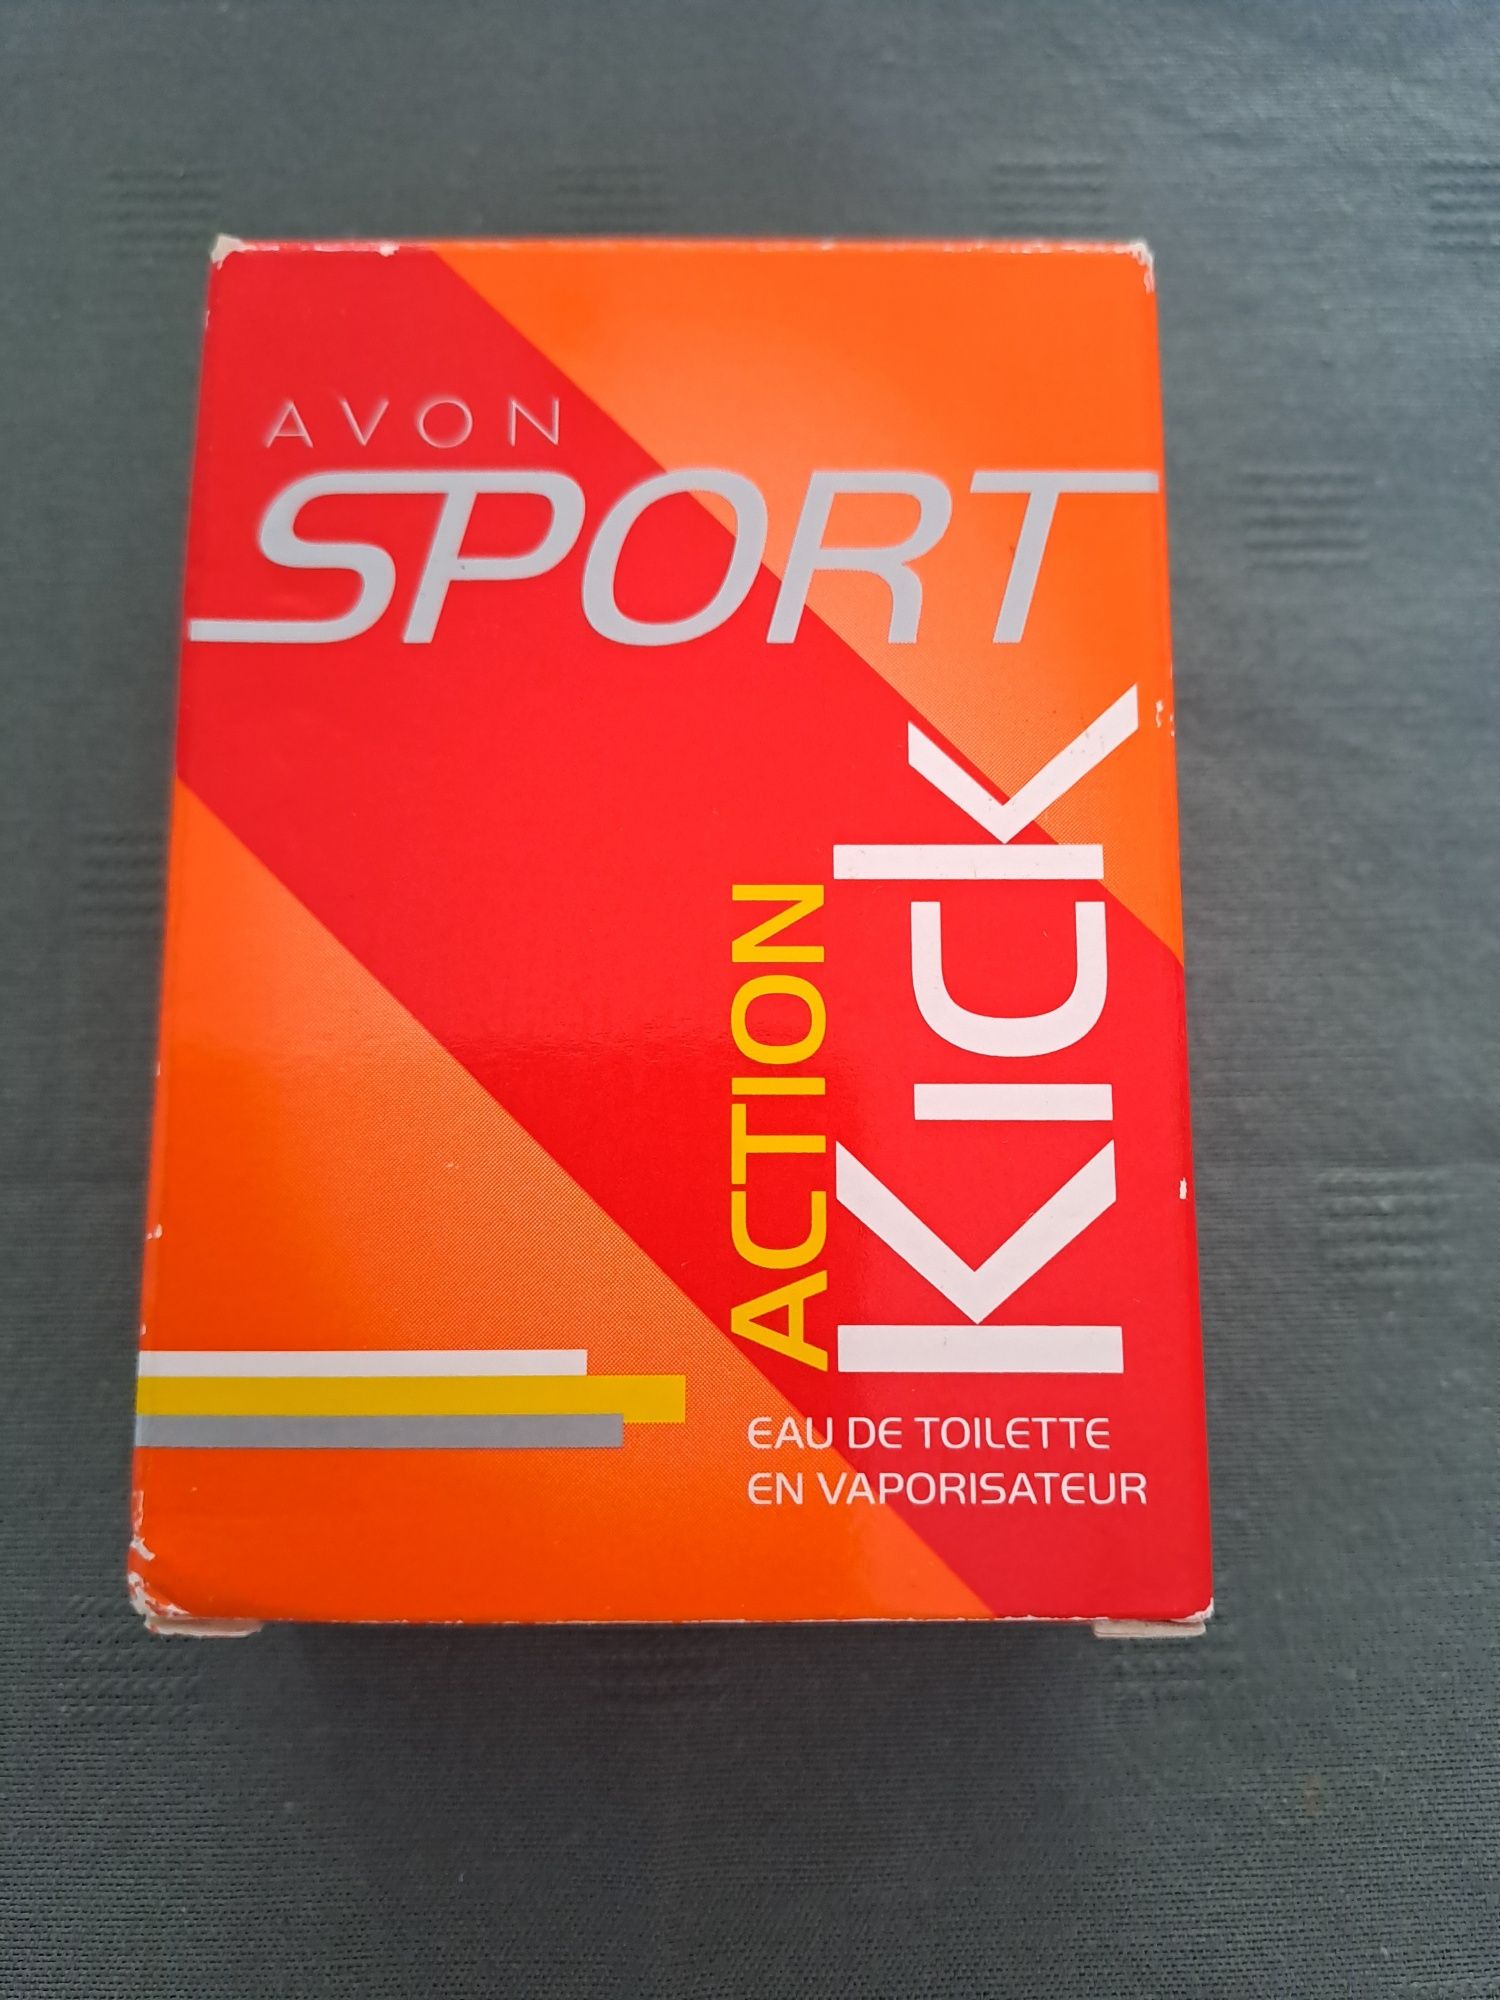 AVON
SPORT
ACTION
KICK
EAU DE TOILETTE
EN VAPORISATEUR